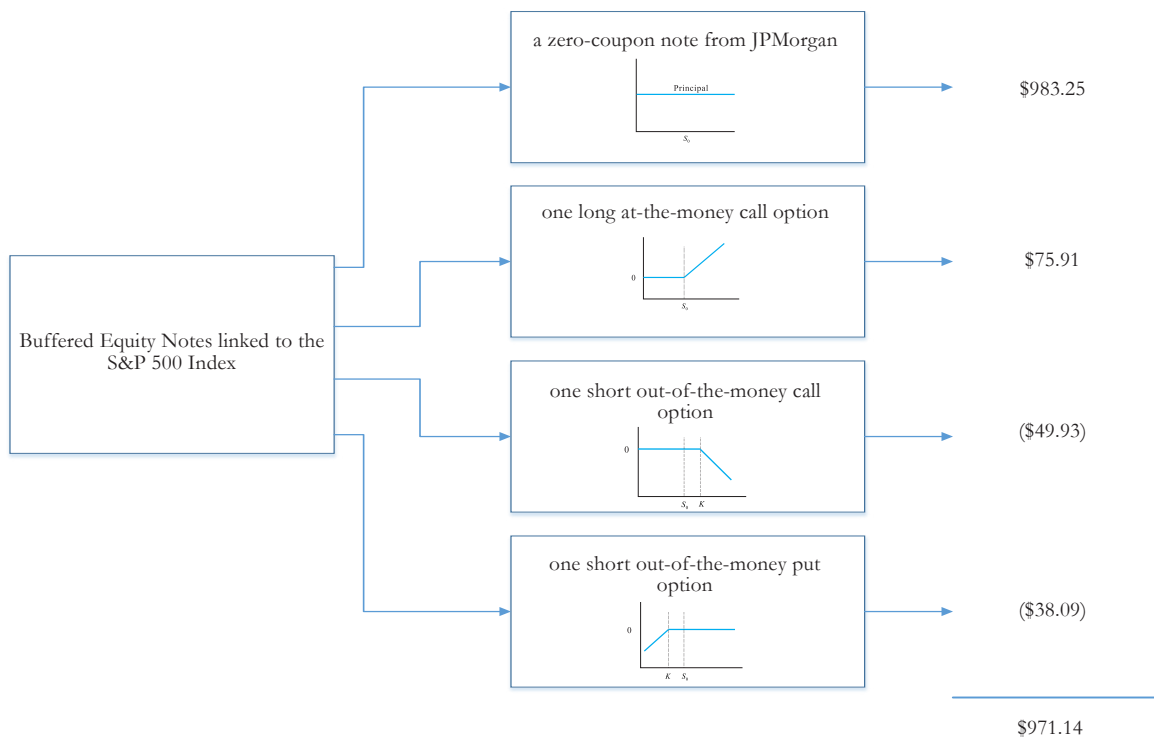 a zero-coupon note from JPMorgan
Principal
S₀
$983.25
one long at-the-money call option
0
S₀
$75.91
Buffered Equity Notes linked to the
S&P 500 Index
one short out-of-the-money call
option
0
S₀ K
($49.93)
one short out-of-the-money put
option
0
K S₀
($38.09)
$971.14